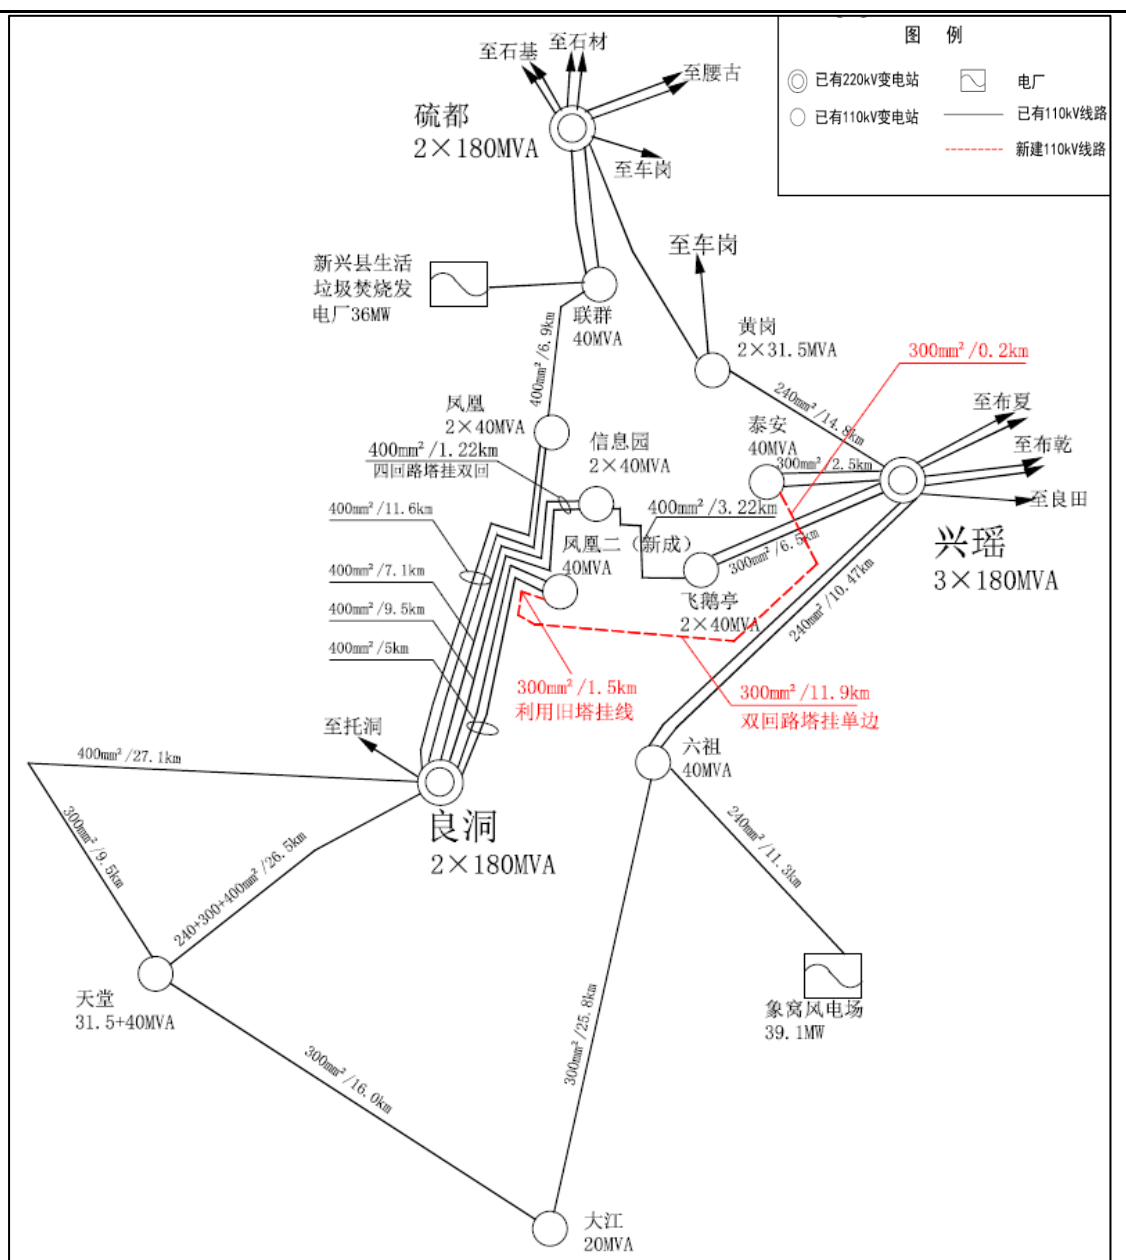 图 例
已有220kV变电站
电厂
已有110kV变电站
已有110kV线路
新建110kV线路
至石基
至石材
至腰古
硫都
2×180MVA
至车岗
新兴县生活
垃圾焚烧发
电厂36MW
联群
40MVA
至车岗
黄岗
2×31.5MVA
300mm²/0.2km
400mm²/6.9km
240mm²/14.8km
至布夏
凤凰
2×40MVA
信息园
2×40MVA
泰安
40MVA
300mm²/2.5km
至布乾
至良田
400mm²/1.22km
四回路塔挂双回
400mm²/11.6km
400mm²/3.22km
凤凰二（新成）
40MVA
300mm²/6.5km
兴瑶
3×180MVA
400mm²/7.1km
400mm²/9.5km
400mm²/5km
飞鹅亭
2×40MVA
240mm²/10.47km
300mm²/1.5km
利用旧塔挂线
300mm²/11.9km
双回路塔挂单边
至托洞
400mm²/27.1km
六祖
40MVA
良洞
2×180MVA
300mm²/9.5km
240+300+400mm²/26.5km
240mm²/11.3km
天堂
31.5+40MVA
象窝风电场
39.1MW
300mm²/25.8km
300mm²/16.0km
大江
20MVA